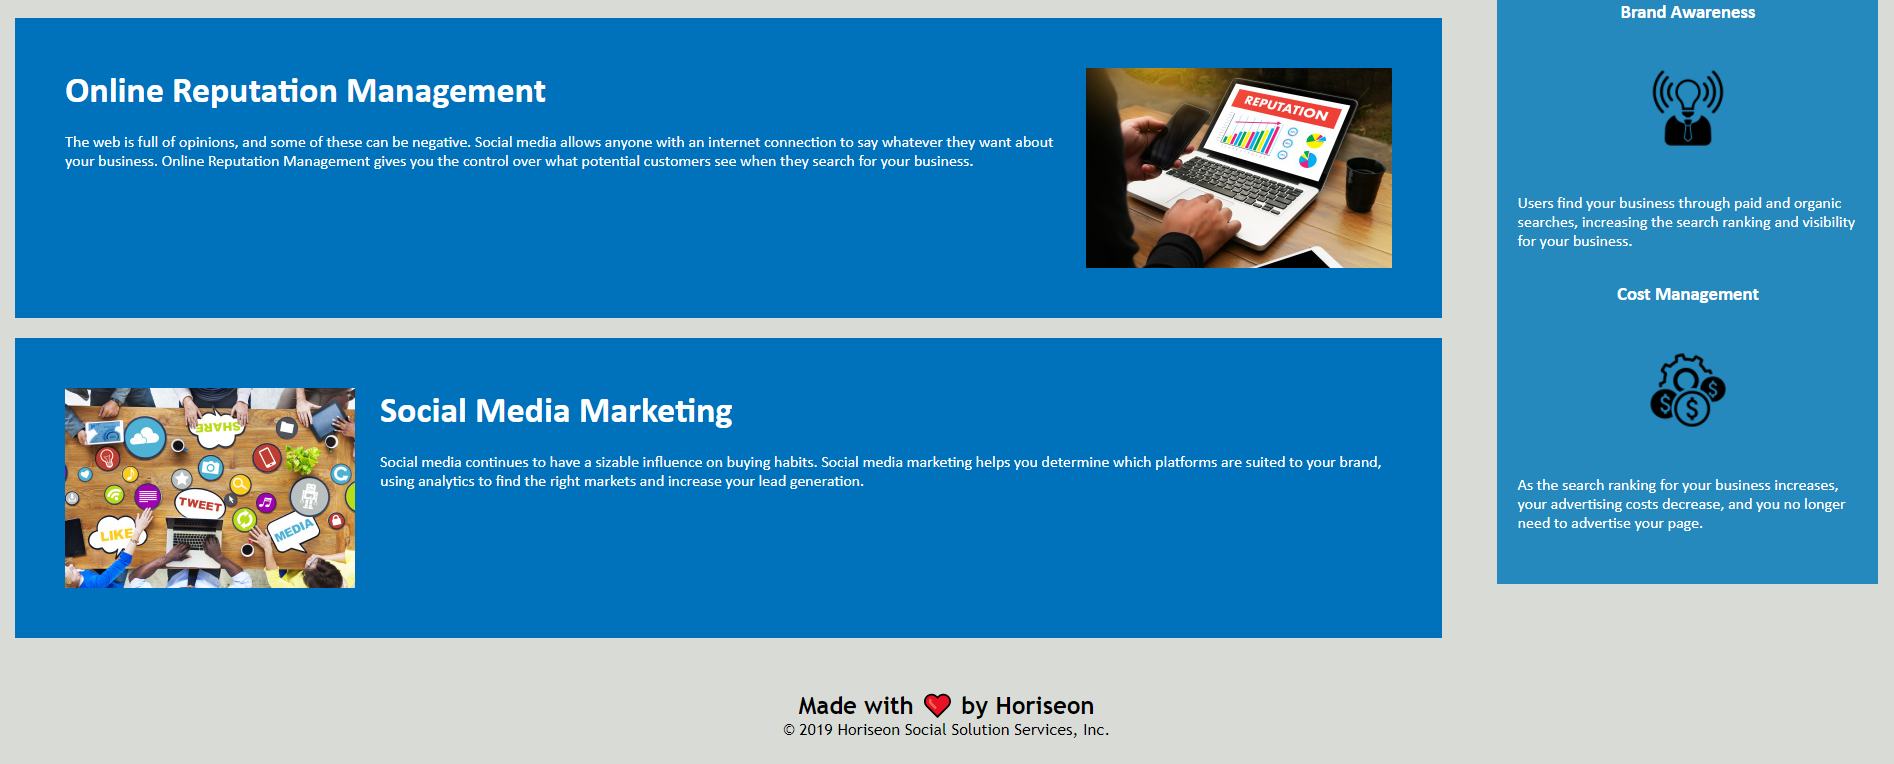 Online Reputation Management
The web is full of opinions, and some of these can be negative. Social media allows anyone with an internet connection to say whatever they want about
your business. Online Reputation Management gives you the control over what potential customers see when they search for your business.
REPUTATION
Social Media Marketing
Social media continues to have a sizable influence on buying habits. Social media marketing helps you determine which platforms are suited to your brand,
using analytics to find the right markets and increase your lead generation.
SHARE
TWEET
LIKE
MEDIA
Brand Awareness
Users find your business through paid and organic
searches, increasing the search ranking and visibility
for your business.
Cost Management
$
$
$
As the search ranking for your business increases,
your advertising costs decrease, and you no longer
need to advertise your page.
Made with ❤ by Horiseon
© 2019 Horiseon Social Solution Services, Inc.